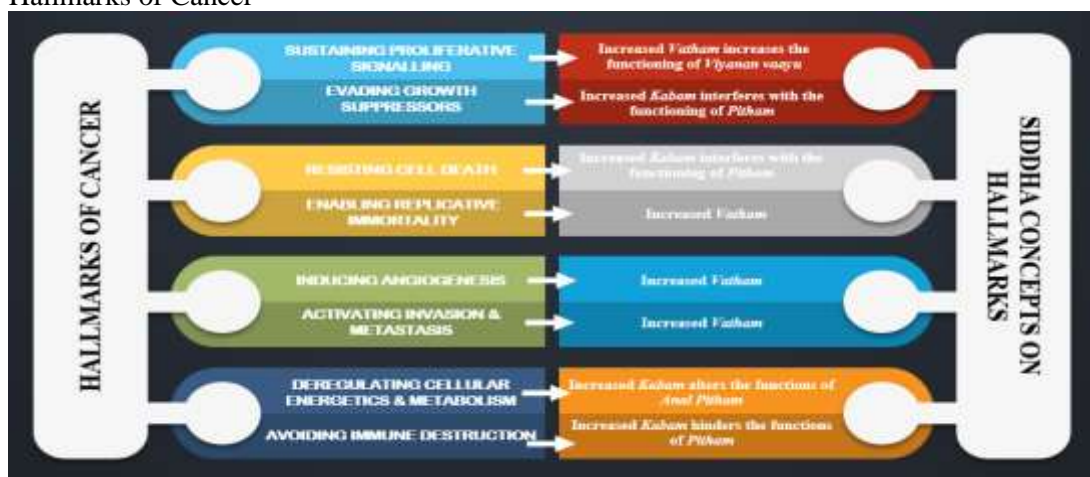 Hallmarks of Cancer
HALLMARKS OF CANCER
SUSTAINING PROLIFERATIVE
SIGNALLING
Increased Vatham increases the
functioning of Viyanan vaayu
EVADING GROWTH
SUPPRESSORS
Increased Kabam interferes with the
functioning of Pitham
RESISTING CELL DEATH
Increased Kabam interferes with the
functioning of Pitham
ENABLING REPLICATIVE
IMMORTALITY
Increased Vatham
INDUCING ANGIOGENESIS
Increased Vatham
ACTIVATING INVASION &
METASTASIS
Increased Vatham
DEREGULATING CELLULAR
ENERGETICS & METABOLISM
Increased Kabam alters the functions of
Anal Pitham
AVOIDING IMMUNE DESTRUCTION
Increased Kabam hinders the functions
of Pitham
SIDDHA CONCEPTS ON
HALLMARKS